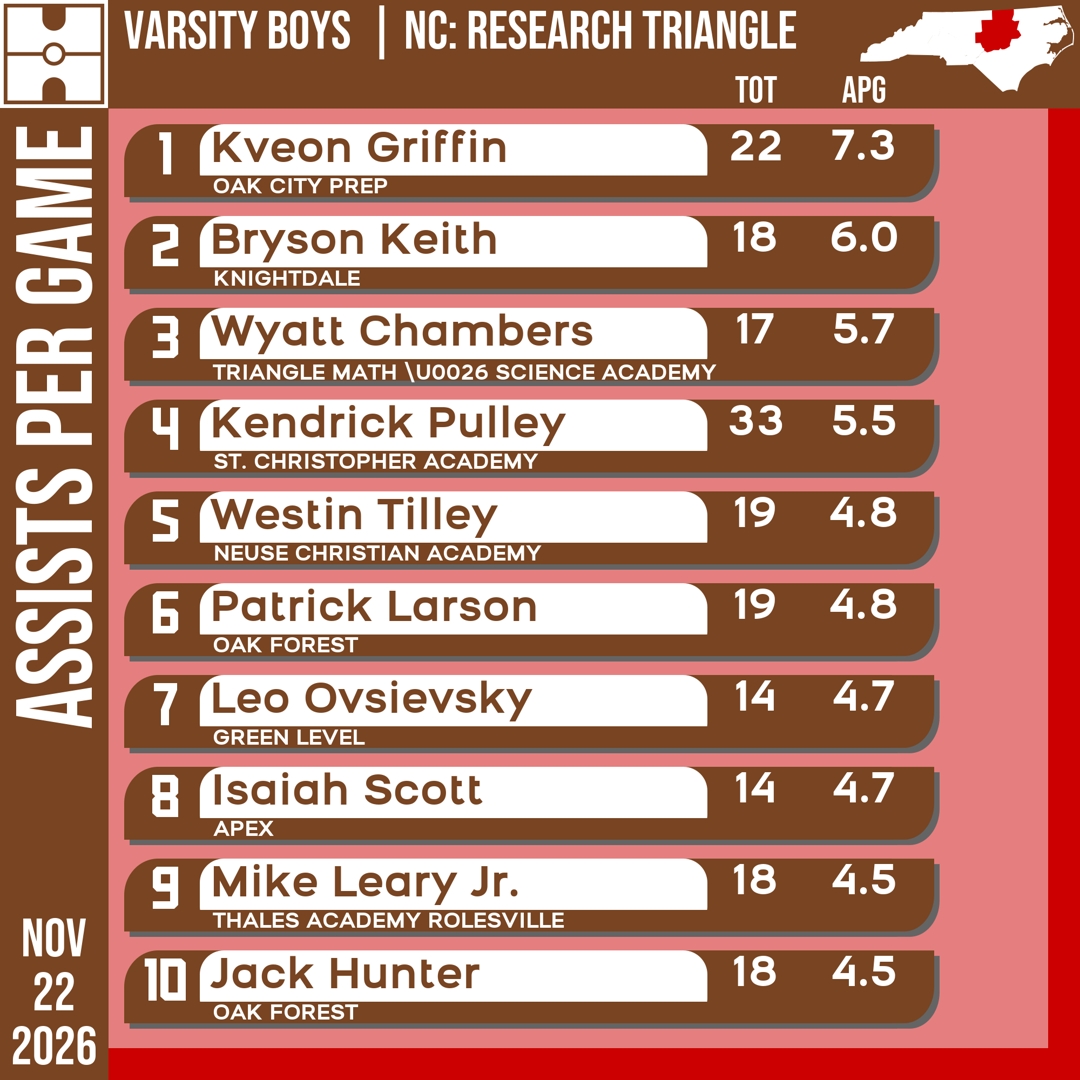 VARSITY BOYS | NC: RESEARCH TRIANGLE
TOT APG
ASSISTS PER GAME
1 Kveon Griffin 22 7.3
OAK CITY PREP
2 Bryson Keith 18 6.0
KNIGHTDALE
3 Wyatt Chambers 17 5.7
TRIANGLE MATH \U0026 SCIENCE ACADEMY
4 Kendrick Pulley 33 5.5
ST. CHRISTOPHER ACADEMY
5 Westin Tilley 19 4.8
NEUSE CHRISTIAN ACADEMY
6 Patrick Larson 19 4.8
OAK FOREST
7 Leo Ovsievsky 14 4.7
GREEN LEVEL
8 Isaiah Scott 14 4.7
APEX
9 Mike Leary Jr. 18 4.5
THALES ACADEMY ROLESVILLE
10 Jack Hunter 18 4.5
OAK FOREST
NOV
22
2026